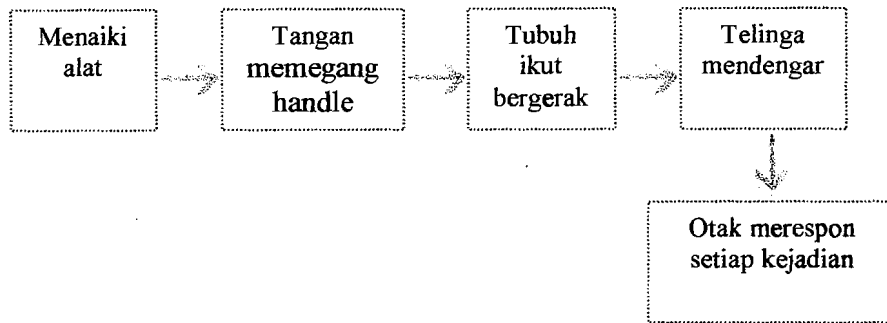 Menaiki
alat
Tangan
memegang
handle
Tubuh
ikut
bergerak
Telinga
mendengar
Otak merespon
setiap kejadian